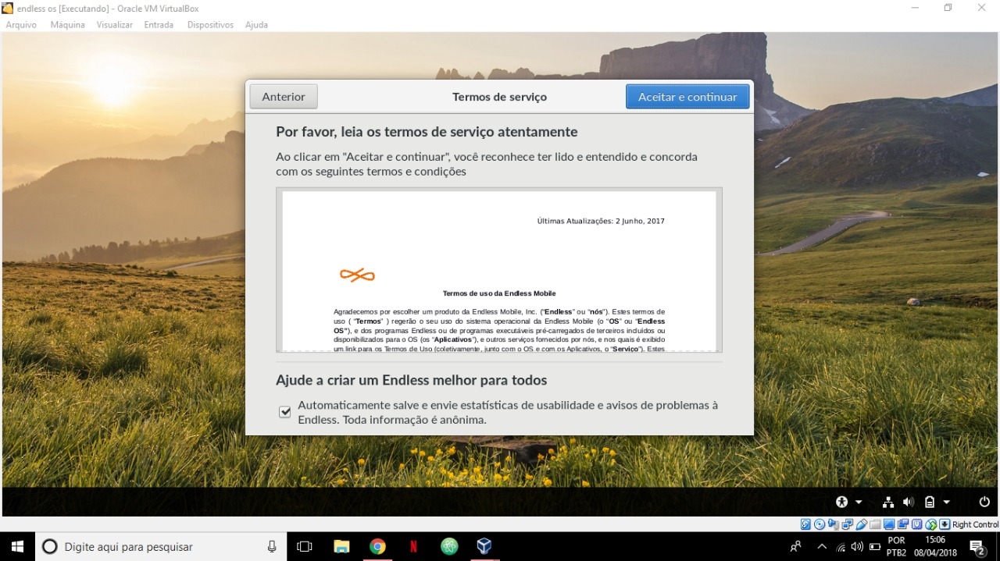 endless os [Executando] - Oracle VM VirtualBox
Arquivo Máquina Visualizar Entrada Dispositivos Ajuda
Anterior Termos de serviço Aceitar e continuar
Por favor, leia os termos de serviço atentamente
Ao clicar em "Aceitar e continuar", você reconhece ter lido e entendido e concorda
com os seguintes termos e condições
Últimas Atualizações: 2 Junho, 2017
Termos de uso da Endless Mobile
Agradecemos por escolher um produto da Endless Mobile, Inc. (“Endless” ou “nós”). Estes termos de
uso ( “Termos” ) regerão o seu uso do sistema operacional da Endless Mobile (o “OS” ou “Endless
OS”), e dos programas Endless ou de programas executáveis pré-carregados de terceiros incluídos ou
disponibilizados para o OS (os “Aplicativos”), e outros serviços fornecidos por nós, e nos quais é exibido
um link para os Termos de Uso (coletivamente, junto com o OS e com os Aplicativos, o “Serviço”). Estes
Ajude a criar um Endless melhor para todos
Automaticamente salve e envie estatísticas de usabilidade e avisos de problemas à
Endless. Toda informação é anônima.
Right Control
Digite aqui para pesquisar
N
POR
PTB2
15:06
08/04/2018
2